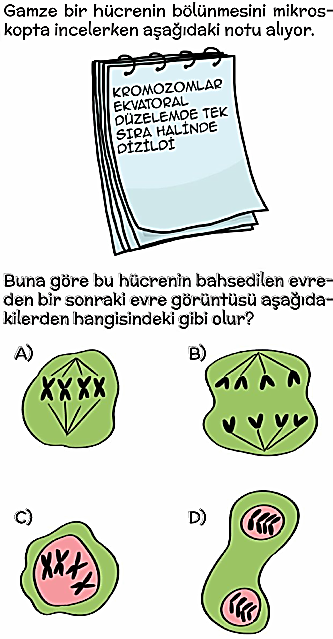 Gamze bir hücrenin bölünmesini mikros-
kopta incelerken aşağıdaki notu alıyor.
KROMOZOMLAR
EKVATORAL
DÜZELEMDE TEK
SIRA HALİNDE
DİZİLDİ
Buna göre bu hücrenin bahsedilen evre-
den bir sonraki evre görüntüsü aşağıda-
kilerden hangisindeki gibi olur?
A)
B)
C)
D)